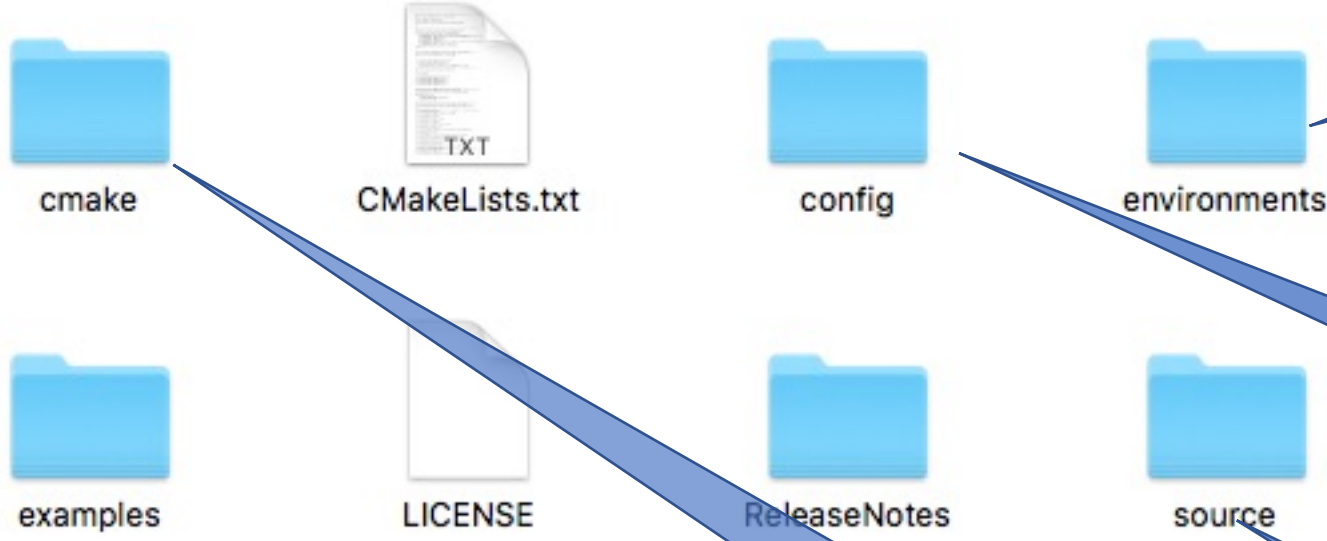 TXT
cmake
CMakeLists.txt
config
environments
examples
LICENSE
ReleaseNotes
source